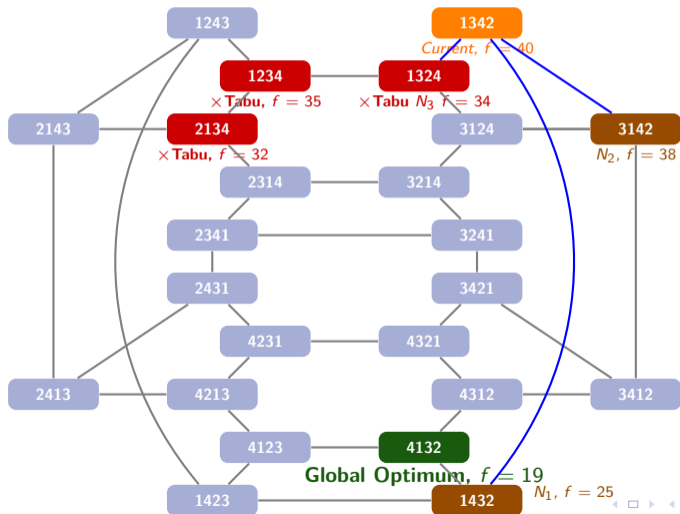 1243 1342
Current, f = 40
1234 1324
×Tabu, f = 35 ×Tabu N3 f = 34
2143 2134 3124 3142
×Tabu, f = 32 N2, f = 38
2314 3214
2341 3241
2431 3421
4231 4321
2413 4213 4312 3412
4123 4132
Global Optimum, f = 19
1423 1432 N1, f = 25